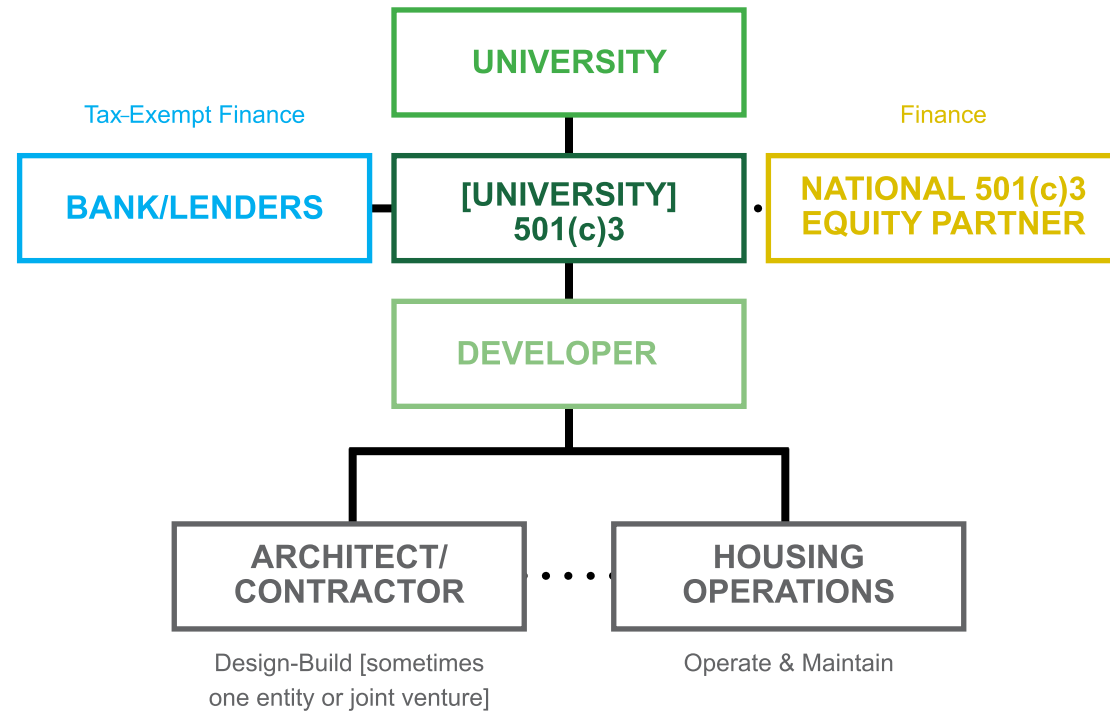 UNIVERSITY
Tax-Exempt Finance
Finance
BANK/LENDERS
[UNIVERSITY]
501(c)3
NATIONAL 501(c)3
EQUITY PARTNER
DEVELOPER
ARCHITECT/
CONTRACTOR
HOUSING
OPERATIONS
Design-Build [sometimes
one entity or joint venture]
Operate & Maintain